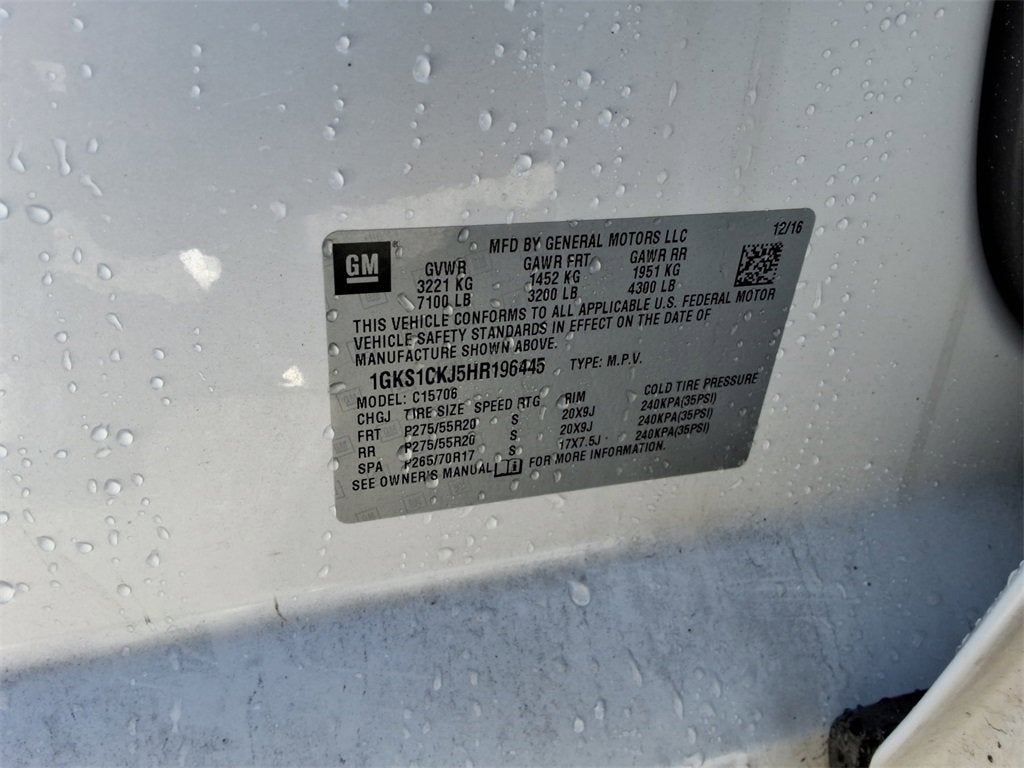 GM
MFD BY GENERAL MOTORS LLC 12/16
GVWR GAWR FRT GAWR RR
3221 KG 1452 KG 1951 KG
7100 LB 3200 LB 4300 LB
THIS VEHICLE CONFORMS TO ALL APPLICABLE U.S. FEDERAL MOTOR
VEHICLE SAFETY STANDARDS IN EFFECT ON THE DATE OF
MANUFACTURE SHOWN ABOVE.
1GKS1CKJ5HR196445 TYPE: M.P.V.
MODEL: C15706
CHGJ TIRE SIZE SPEED RTG RIM COLD TIRE PRESSURE
FRT P275/55R20 S 20X9J 240KPA(35PSI)
RR P275/55R20 S 20X9J 240KPA(35PSI)
SPA P265/70R17 S 17X7.5J 240KPA(35PSI)
SEE OWNER'S MANUAL FOR MORE INFORMATION.